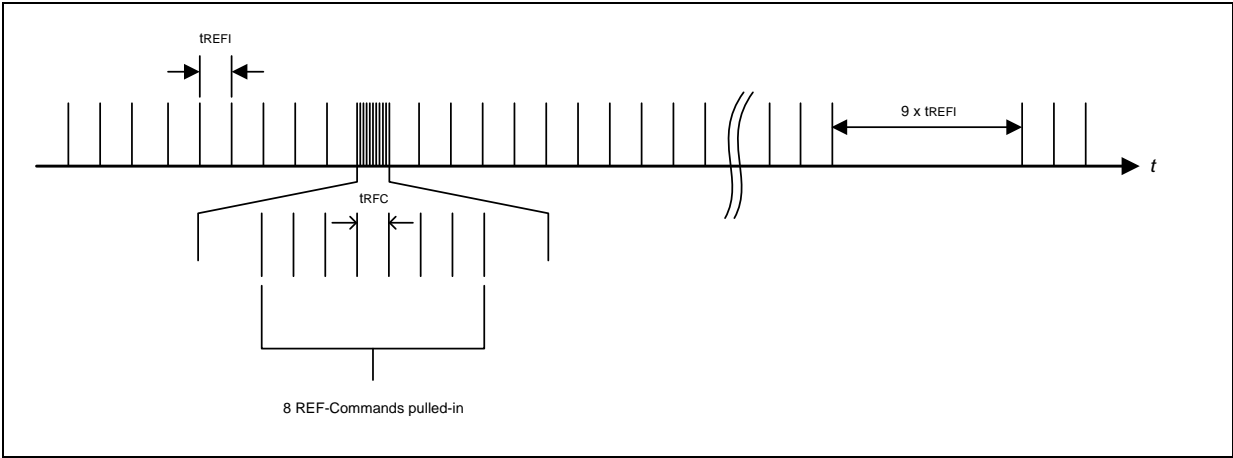 tREFI
9 x tREFI
t
tRFC
8 REF-Commands pulled-in